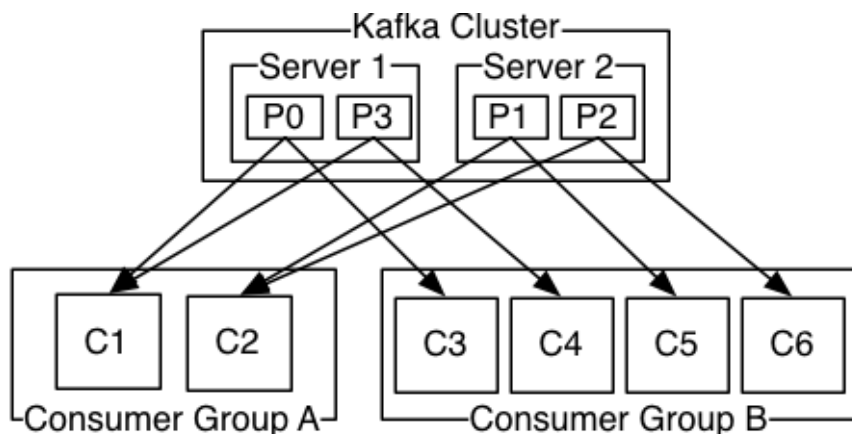 Kafka Cluster
Server 1
Server 2
P0
P3
P1
P2
C1
C2
C3
C4
C5
C6
Consumer Group A
Consumer Group B